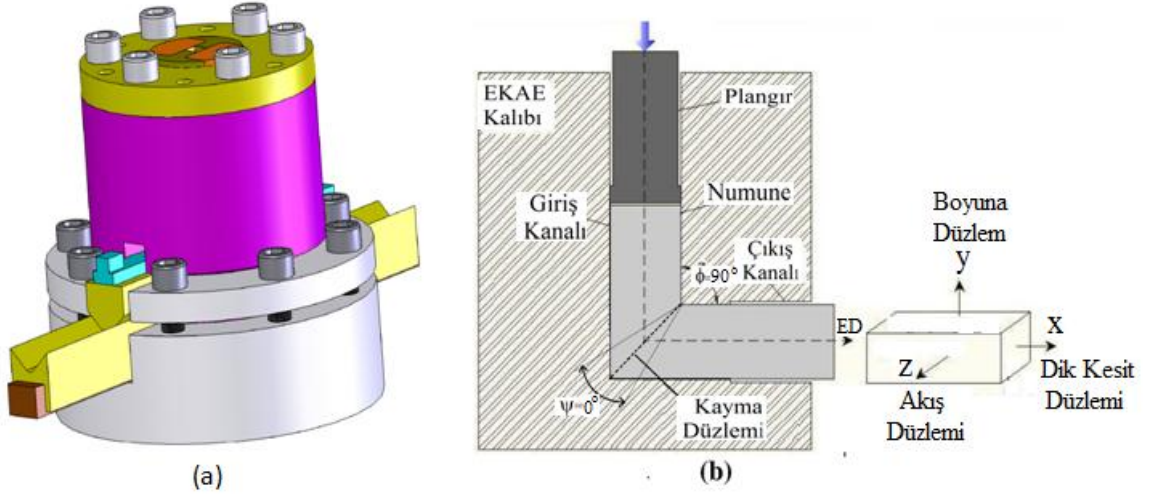 EKAE
Kalıbı
Plangır
Giriş
Kanalı
Numune
Çıkış
Kanalı
ϕ=90°
ED
ψ=0°
Kayma
Düzlemi
Boyuna
Düzlem
y
X
Dik Kesit
Düzlemi
Z
Akış
Düzlemi
(a)
(b)